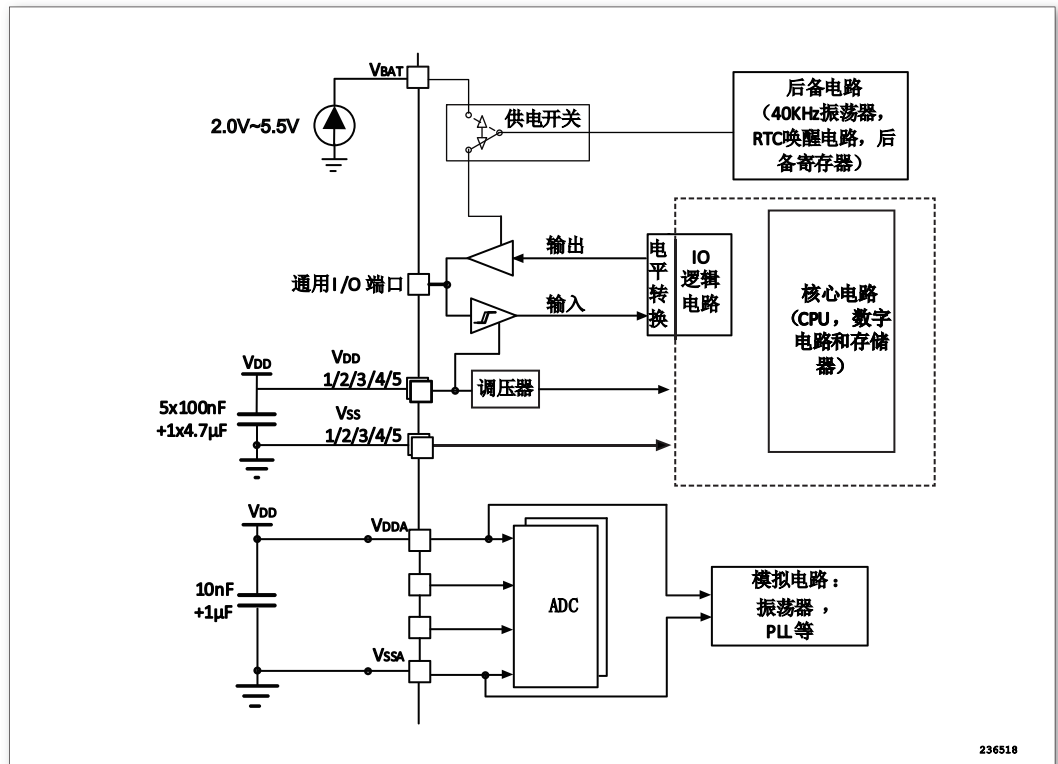 VBAT
2.0V~5.5V
供电开关
后备电路
（40KHz振荡器，
RTC唤醒电路，后
备寄存器）
输出
通用I/O 端口
输入
电
平
转
换
IO
逻辑
电路
核心电路
（CPU，数字
电路和存储
器）
VDD
VDD
1/2/3/4/5
调压器
5x100nF
+1x4.7µF
VSS
1/2/3/4/5
VDD
VDDA
10nF
+1µF
ADC
模拟电路：
振荡器，
PLL等
VSSA
236518